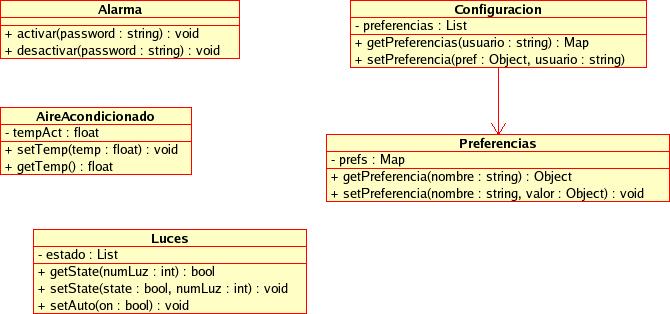 Alarma
+ activar(password : string) : void
+ desactivar(password : string) : void
Configuracion
- preferencias : List
+ getPreferencias(usuario : string) : Map
+ setPreferencia(pref : Object, usuario : string)
AireAcondicionado
- tempAct : float
+ setTemp(temp : float) : void
+ getTemp() : float
Preferencias
- prefs : Map
+ getPreferencia(nombre : string) : Object
+ setPreferencia(nombre : string, valor : Object) : void
Luces
- estado : List
+ getState(numLuz : int) : bool
+ setState(state : bool, numLuz : int) : void
+ setAuto(on : bool) : void